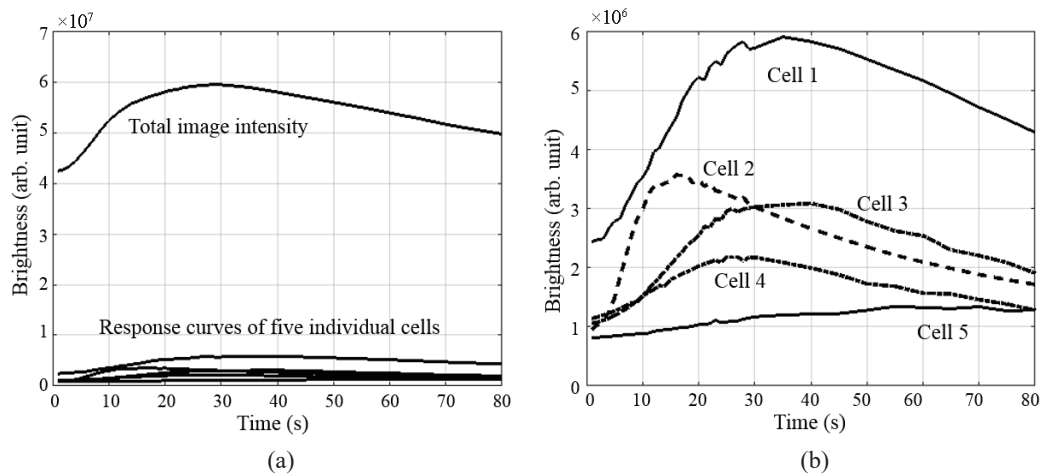 ×10⁷
7
6
5
4
3
2
1
0
Brightness (arb. unit)
Total image intensity
Response curves of five individual cells
0 10 20 30 40 50 60 70 80
Time (s)
(a)
×10⁶
6
5
4
3
2
1
0
Brightness (arb. unit)
Cell 1
Cell 2
Cell 3
Cell 4
Cell 5
0 10 20 30 40 50 60 70 80
Time (s)
(b)